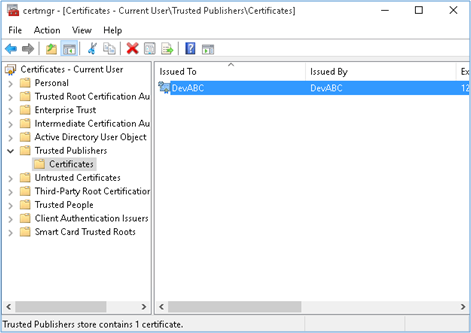 certmgr - [Certificates - Current User\Trusted Publishers\Certificates]
File Action View Help
Certificates - Current User
Personal
Trusted Root Certification Au
Enterprise Trust
Intermediate Certification Au
Active Directory User Object
Trusted Publishers
Certificates
Untrusted Certificates
Third-Party Root Certification
Trusted People
Client Authentication Issuers
Smart Card Trusted Roots
Issued To Issued By Ex
DevABC DevABC 12
Trusted Publishers store contains 1 certificate.